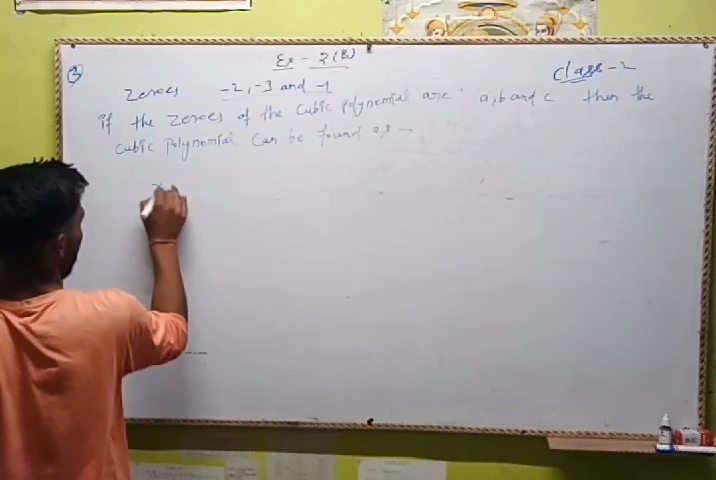 Ex - 2(B)
③
Class-2
Zeroes -2, -3 and -1
If the zeroes of the cubic polynomial are a, b and c then the
cubic polynomial can be found as -
x